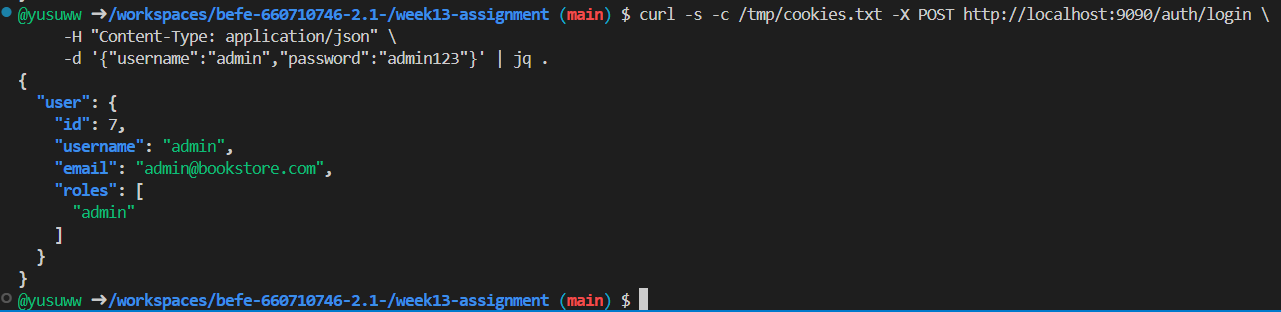 @yusuww ➜/workspaces/befe-660710746-2.1-/week13-assignment (main) $ curl -s -c /tmp/cookies.txt -X POST http://localhost:9090/auth/login \
-H "Content-Type: application/json" \
-d '{"username":"admin","password":"admin123"}' | jq .
{
"user": {
"id": 7,
"username": "admin",
"email": "admin@bookstore.com",
"roles": [
"admin"
]
}
}
@yusuww ➜/workspaces/befe-660710746-2.1-/week13-assignment (main) $